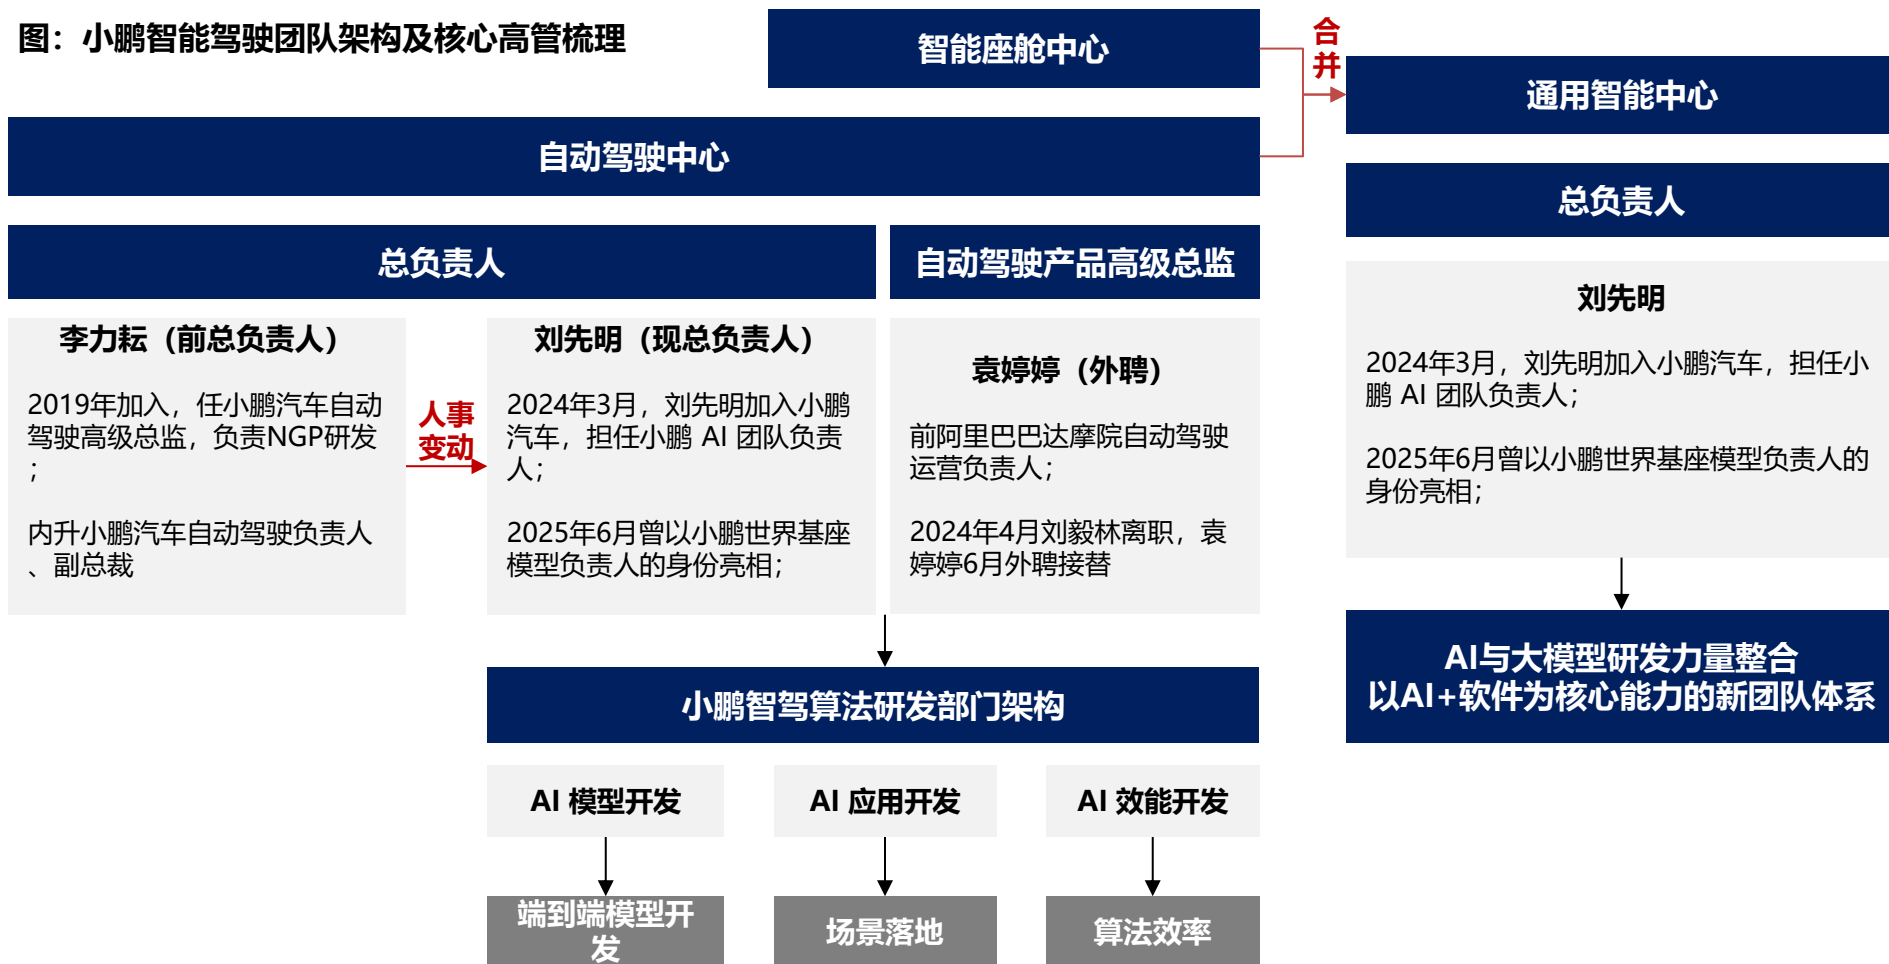 图：小鹏智能驾驶团队架构及核心高管梳理
智能座舱中心
合
并
通用智能中心
自动驾驶中心
总负责人
总负责人
自动驾驶产品高级总监
李力耘（前总负责人）
2019年加入，任小鹏汽车自动
驾驶高级总监，负责NGP研发
；
内升小鹏汽车自动驾驶负责人
、副总裁
人事
变动
刘先明（现总负责人）
2024年3月，刘先明加入小鹏
汽车，担任小鹏 AI 团队负责
人；
2025年6月曾以小鹏世界基座
模型负责人的身份亮相；
袁婷婷（外聘）
前阿里巴巴达摩院自动驾驶
运营负责人；
2024年4月刘毅林离职，袁
婷婷6月外聘接替
刘先明
2024年3月，刘先明加入小鹏汽车，担任小
鹏 AI 团队负责人；
2025年6月曾以小鹏世界基座模型负责人的
身份亮相；
AI与大模型研发力量整合
以AI+软件为核心能力的新团队体系
小鹏智驾算法研发部门架构
AI 模型开发
AI 应用开发
AI 效能开发
端到端模型开
发
场景落地
算法效率